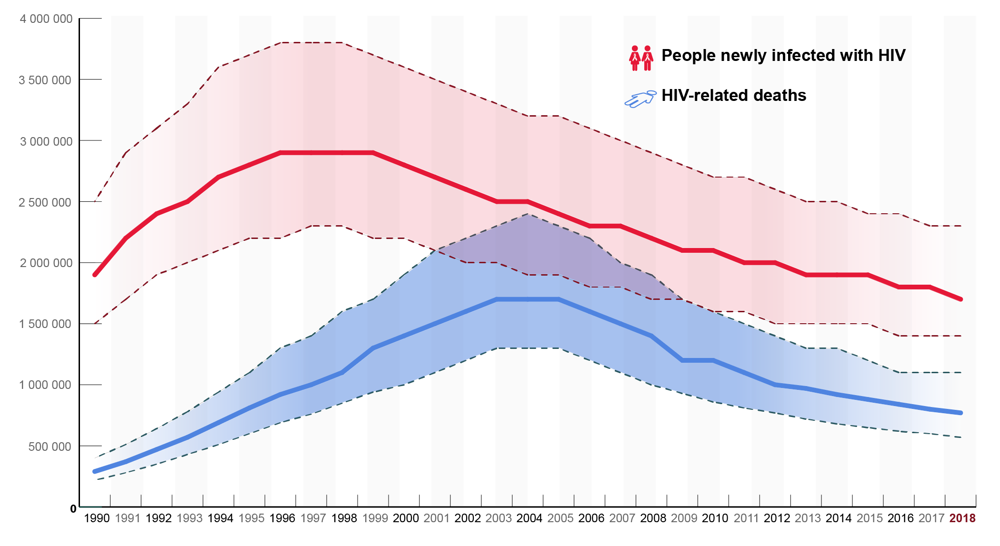 4 000 000
3 500 000
3 000 000
2 500 000
2 000 000
1 500 000
1 000 000
500 000
0
People newly infected with HIV
HIV-related deaths
1990 1991 1992 1993 1994 1995 1996 1997 1998 1999 2000 2001 2002 2003 2004 2005 2006 2007 2008 2009 2010 2011 2012 2013 2014 2015 2016 2017 2018